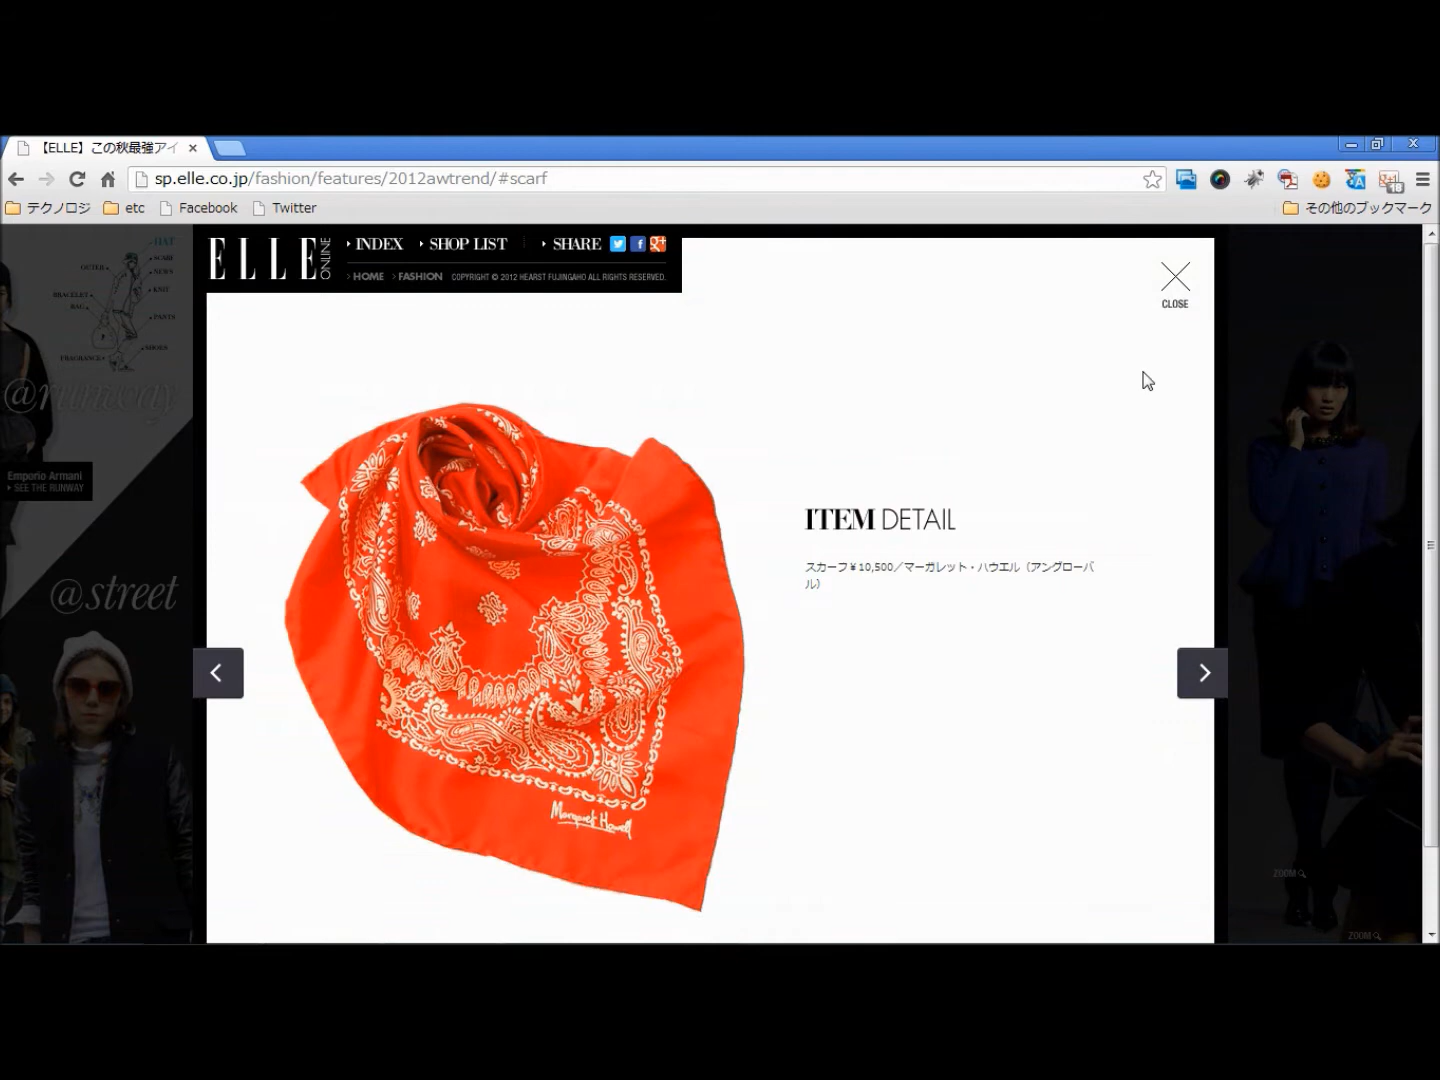 【ELLE】この秋最強アイ
sp.elle.co.jp/fashion/features/2012awtrend/#scarf
テクノロジ etc Facebook Twitter その他のブックマーク
ELLE ONLINE
INDEX SHOP LIST SHARE
HOME FASHION COPYRIGHT © 2012 HEARST FUJINGAHO ALL RIGHTS RESERVED.
CLOSE
HAT
SCARF
OUTER
KNIT
BRACELET
BAG
PANTS
SHOES
FRAGRANCE
@runway
Emporio Armani
SEE THE RUNWAY
@street
ITEM DETAIL
スカーフ¥10,500／マーガレット・ハウエル（アングローバ
ル）
Margaret Howell
ZOOM
ZOOM